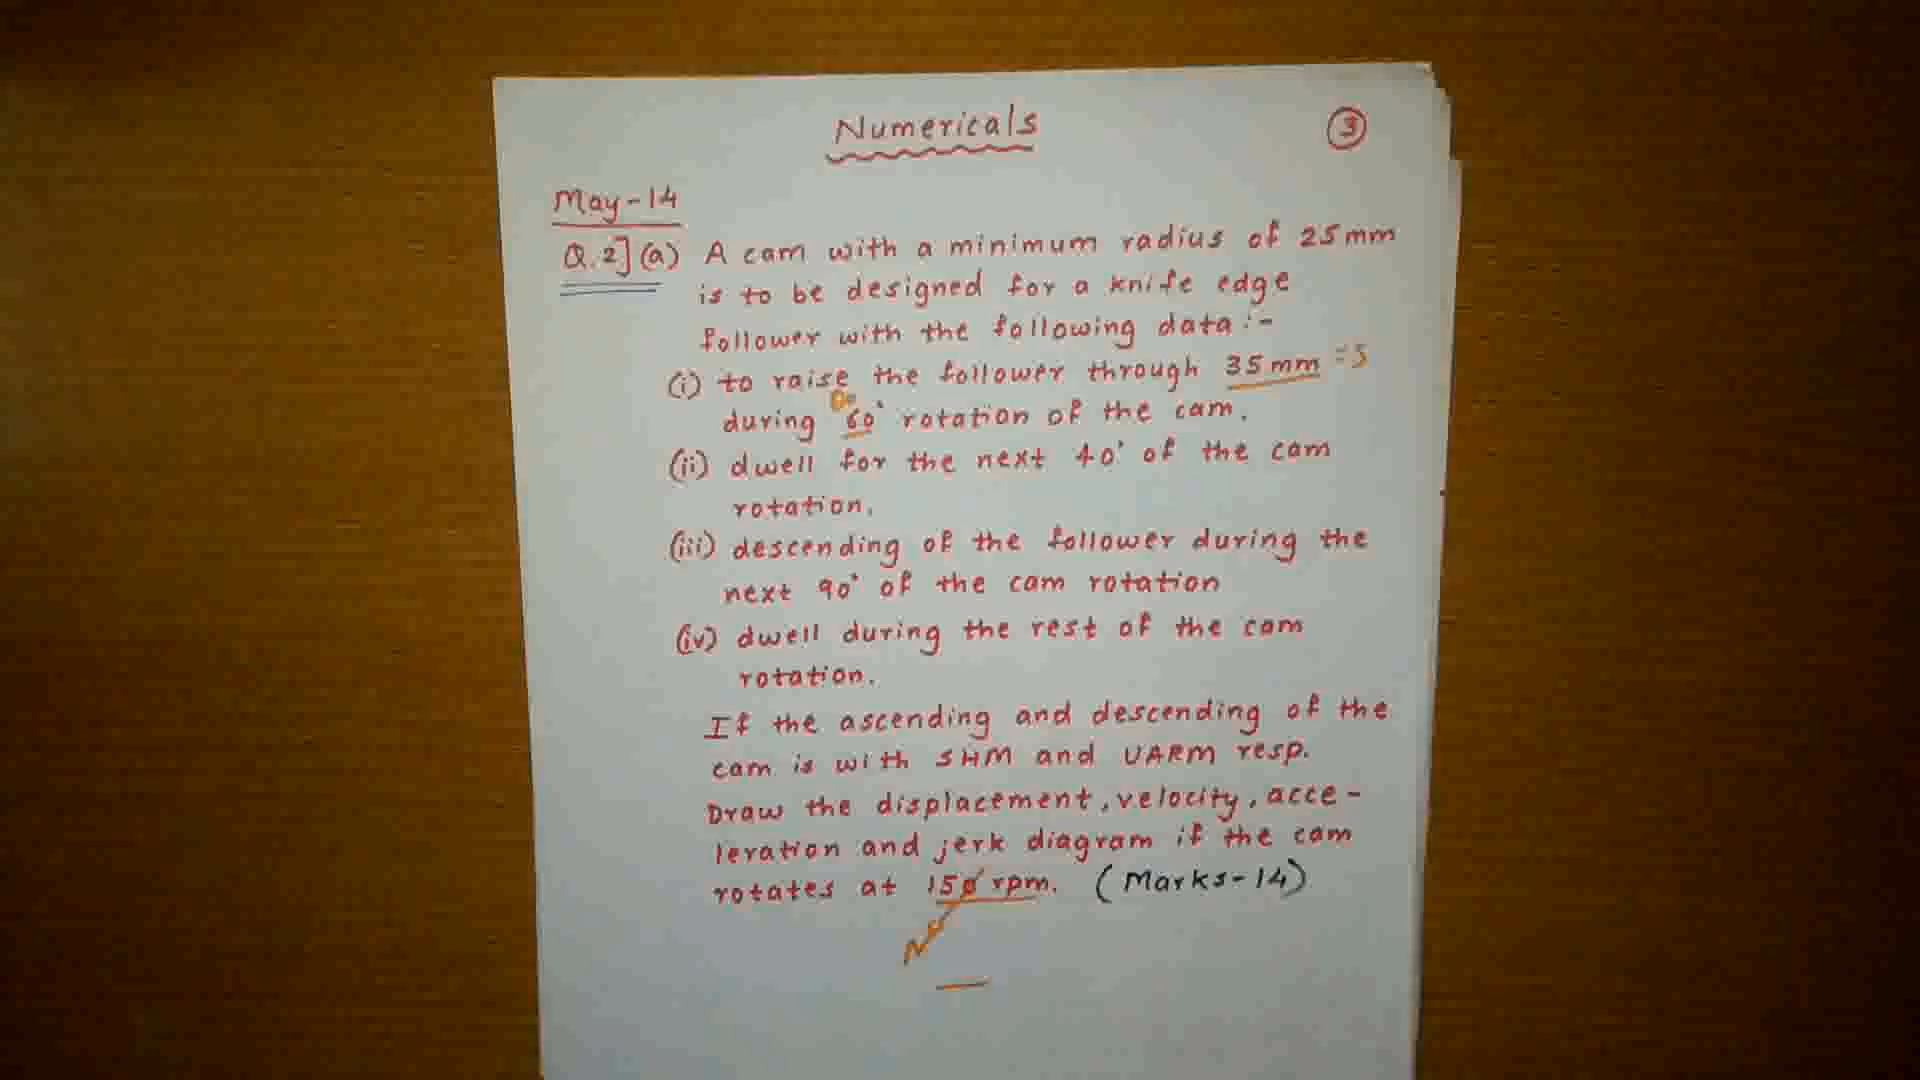 Numericals
3
May-14
Q.2] (a) A cam with a minimum radius of 25mm
is to be designed for a knife edge
follower with the following data:-
(i) to raise the follower through 35mm =S
during 60° rotation of the cam.
(ii) dwell for the next 40° of the cam
rotation.
(iii) descending of the follower during the
next 90° of the cam rotation
(iv) dwell during the rest of the cam
rotation.
If the ascending and descending of the
cam is with SHM and UARM resp.
Draw the displacement, velocity, acce-
leration and jerk diagram if the cam
rotates at 150 rpm. (Marks-14)